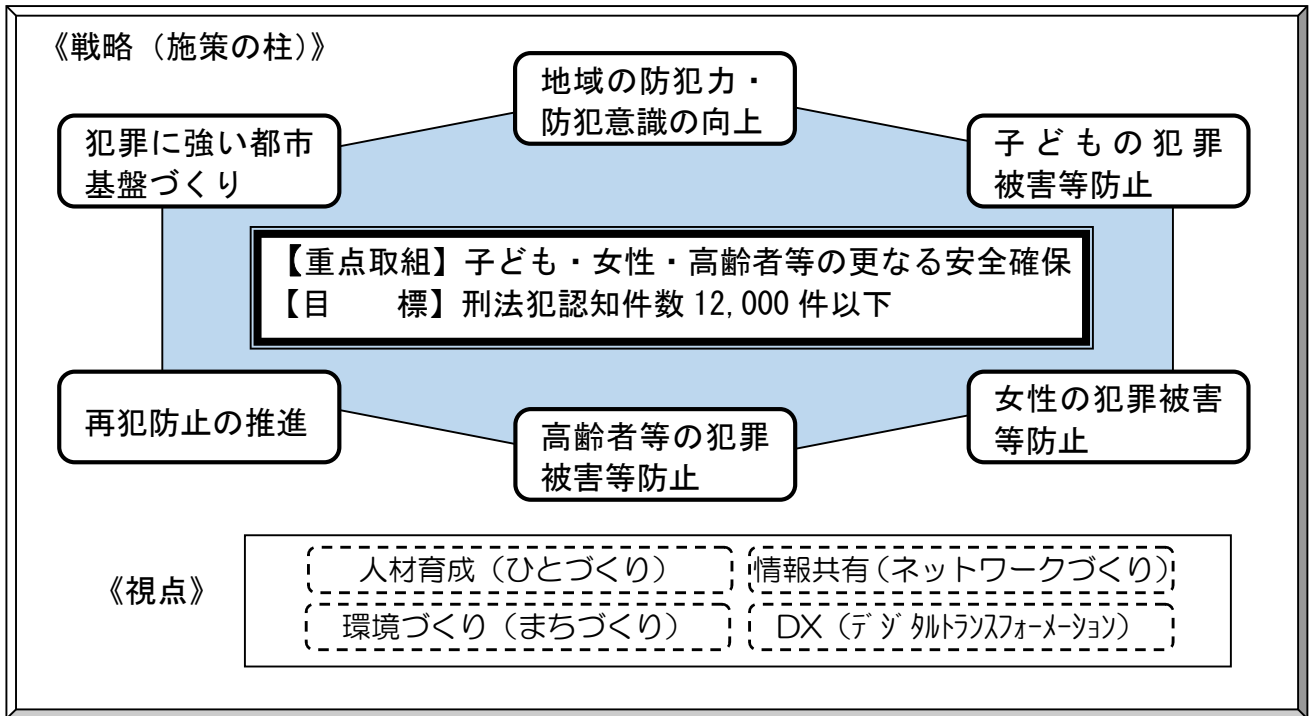 《戦略（施策の柱）》
地域の防犯力・
防犯意識の向上
犯罪に強い都市
基盤づくり
子どもの犯罪
被害等防止
【重点取組】子ども・女性・高齢者等の更なる安全確保
【目　　標】刑法犯認知件数 12,000 件以下
再犯防止の推進
高齢者等の犯罪
被害等防止
女性の犯罪被害
等防止
《視点》
人材育成（ひとづくり）
情報共有（ネットワークづくり）
環境づくり（まちづくり）
DX（ﾃﾞｼﾞﾀﾙﾄﾗﾝｽﾌｫｰﾒｰｼｮﾝ）